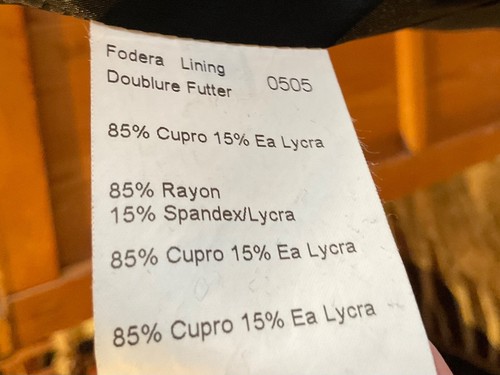 Fodera Lining
Doublure Futter 0505
85% Cupro 15% Ea Lycra
85% Rayon
15% Spandex/Lycra
85% Cupro 15% Ea Lycra
85% Cupro 15% Ea Lycra